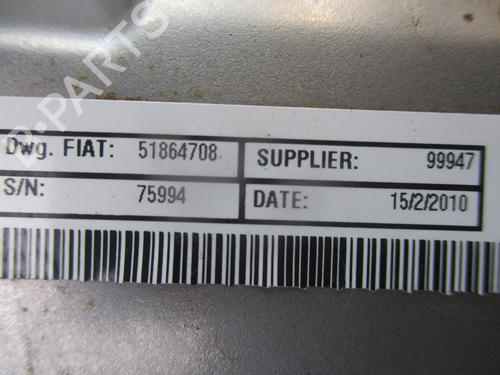 B-PARTS
Dwg. FIAT: 51864708 SUPPLIER: 99947
S/N: 75994 DATE: 15/2/2010